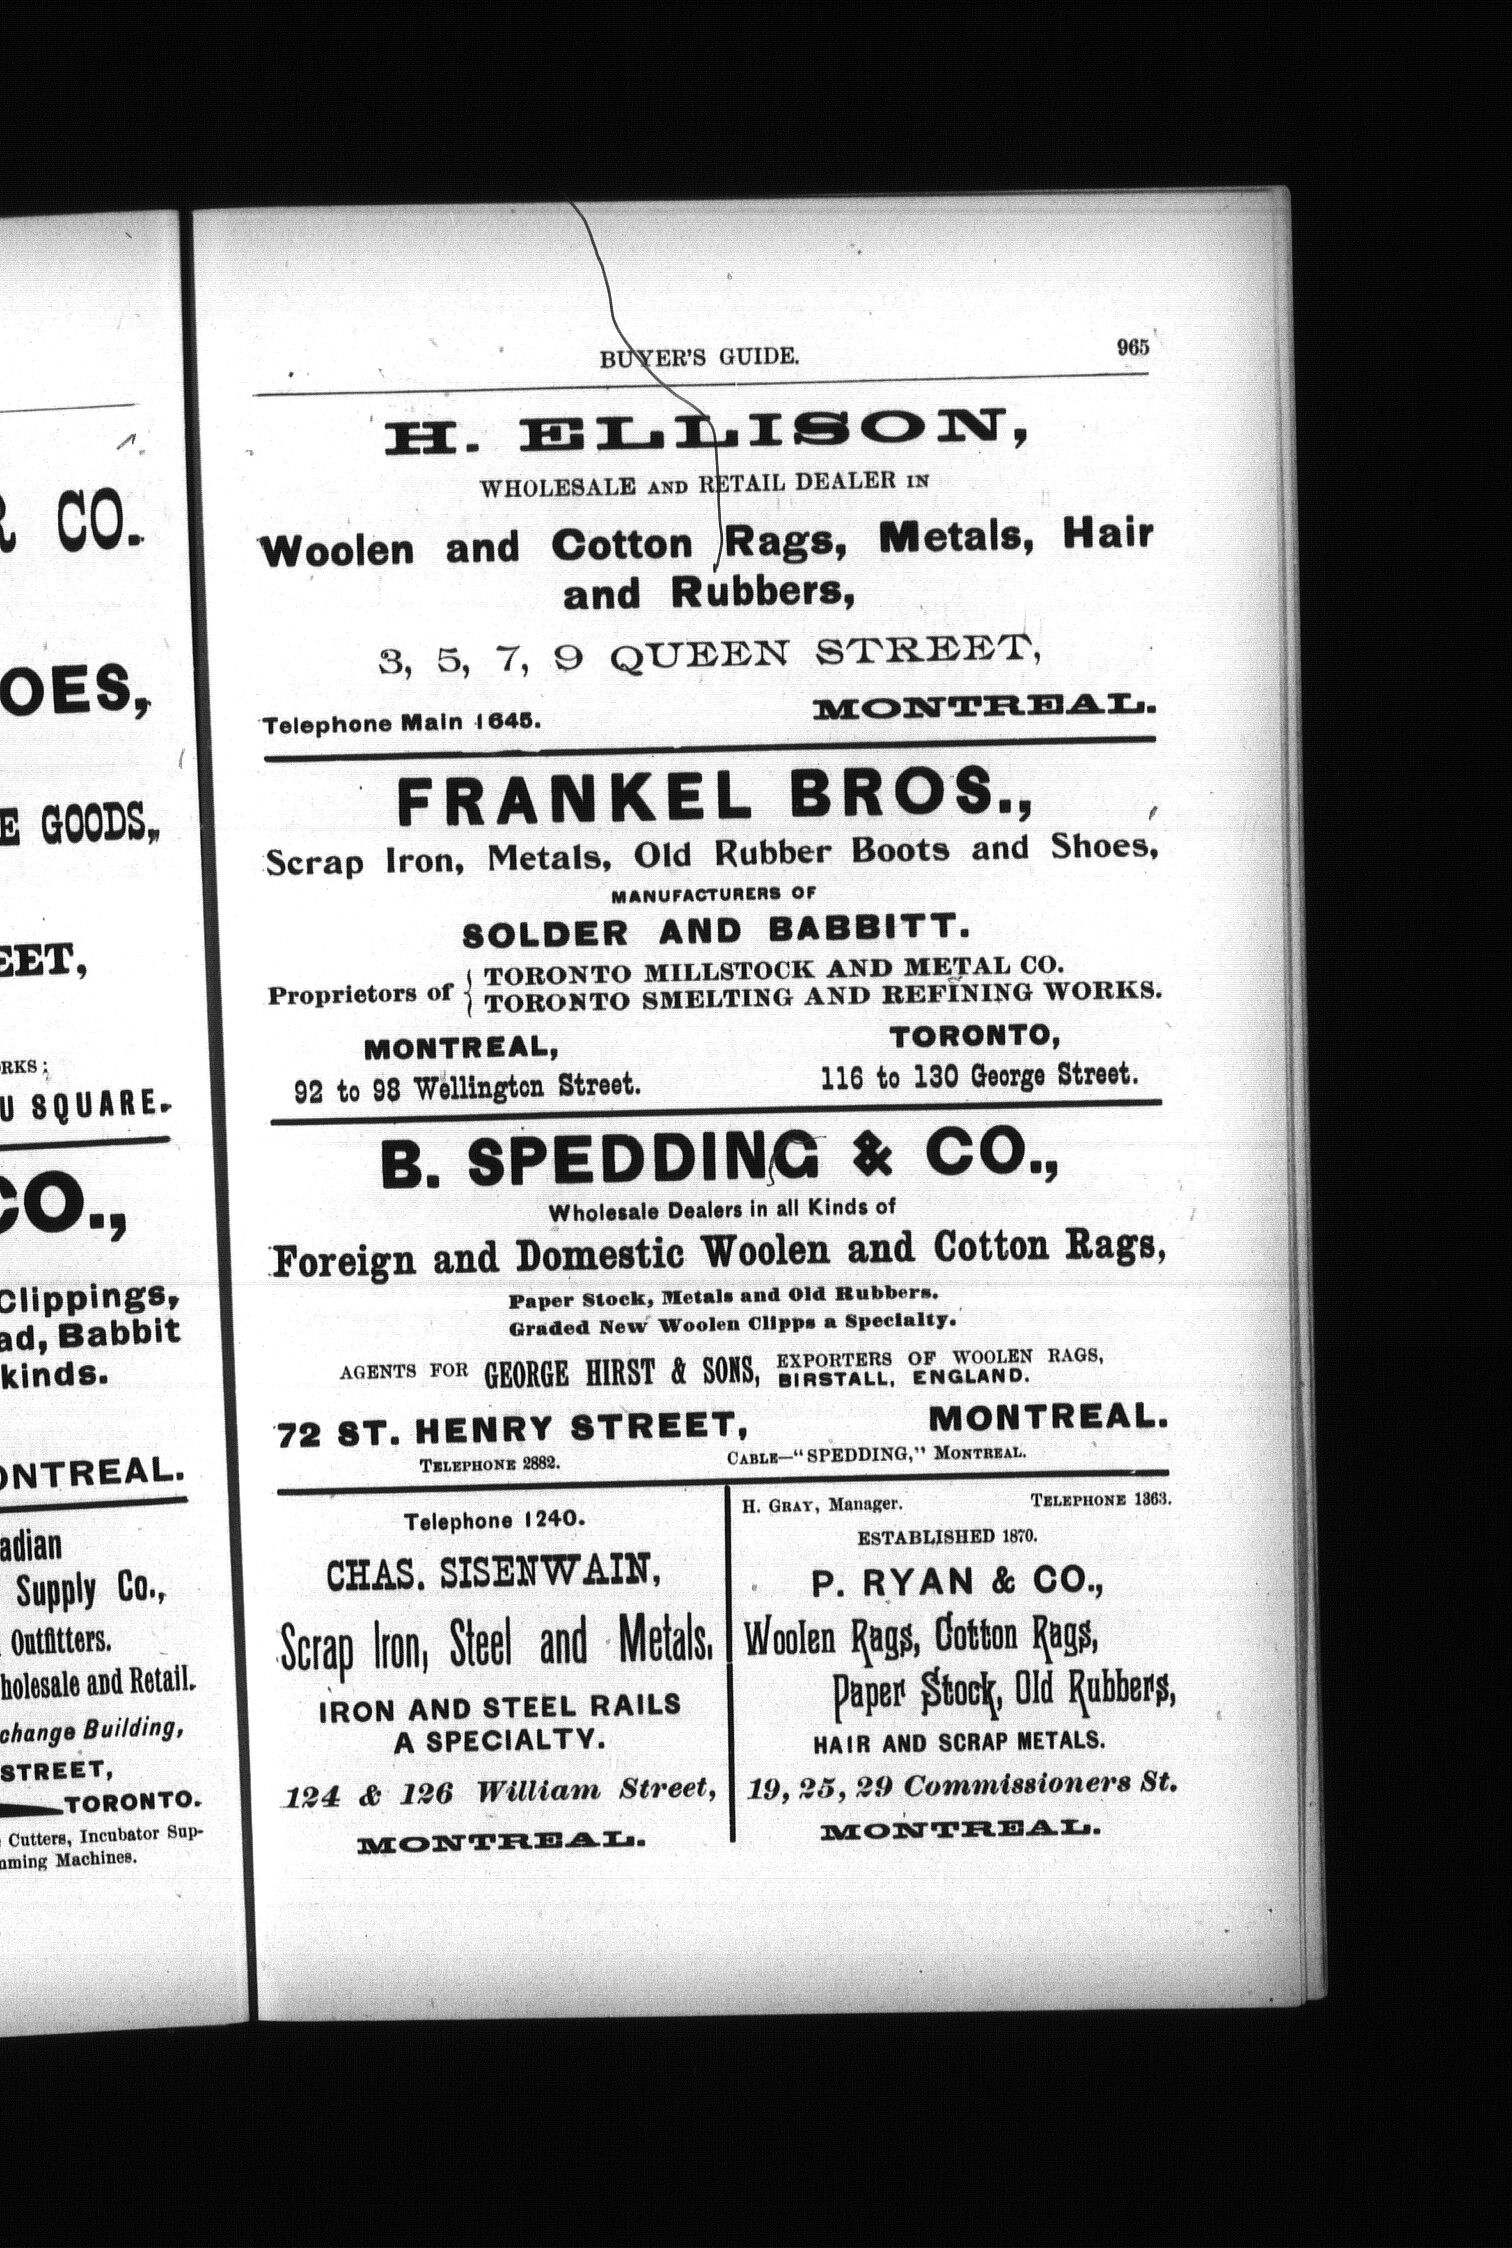 R CO.
OES,
E GOODS,
EET,
RKS:
U SQUARE.
CO.,
Clippings,
ad, Babbit
kinds.
ONTREAL.
adian
Supply Co.,
Outfitters.
holesale and Retail.
change Building,
STREET,
TORONTO.
Cutters, Incubator Sup-
ming Machines.
BUYER'S GUIDE. 965
H. ELLISON,
WHOLESALE AND RETAIL DEALER IN
Woolen and Cotton Rags, Metals, Hair
and Rubbers,
3, 5, 7, 9 QUEEN STREET,
Telephone Main 1645. MONTREAL.
FRANKEL BROS.,
Scrap Iron, Metals, Old Rubber Boots and Shoes,
MANUFACTURERS OF
SOLDER AND BABBITT.
Proprietors of { TORONTO MILLSTOCK AND METAL CO.
TORONTO SMELTING AND REFINING WORKS.
MONTREAL, TORONTO,
92 to 98 Wellington Street. 116 to 130 George Street.
B. SPEDDING & CO.,
Wholesale Dealers in all Kinds of
Foreign and Domestic Woolen and Cotton Rags,
Paper Stock, Metals and Old Rubbers.
Graded New Woolen Clipps a Specialty.
AGENTS FOR GEORGE HIRST & SONS, EXPORTERS OF WOOLEN RAGS,
BIRSTALL, ENGLAND.
72 ST. HENRY STREET, MONTREAL.
TELEPHONE 2882. CABLE—"SPEDDING," MONTREAL.
Telephone 1240.
CHAS. SISENWAIN,
Scrap Iron, Steel and Metals.
IRON AND STEEL RAILS
A SPECIALTY.
124 & 126 William Street,
MONTREAL.
H. GRAY, Manager. TELEPHONE 1363.
ESTABLISHED 1870.
P. RYAN & CO.,
Woolen Rags, Cotton Rags,
Paper Stock, Old Rubbers,
HAIR AND SCRAP METALS.
19, 25, 29 Commissioners St.
MONTREAL.